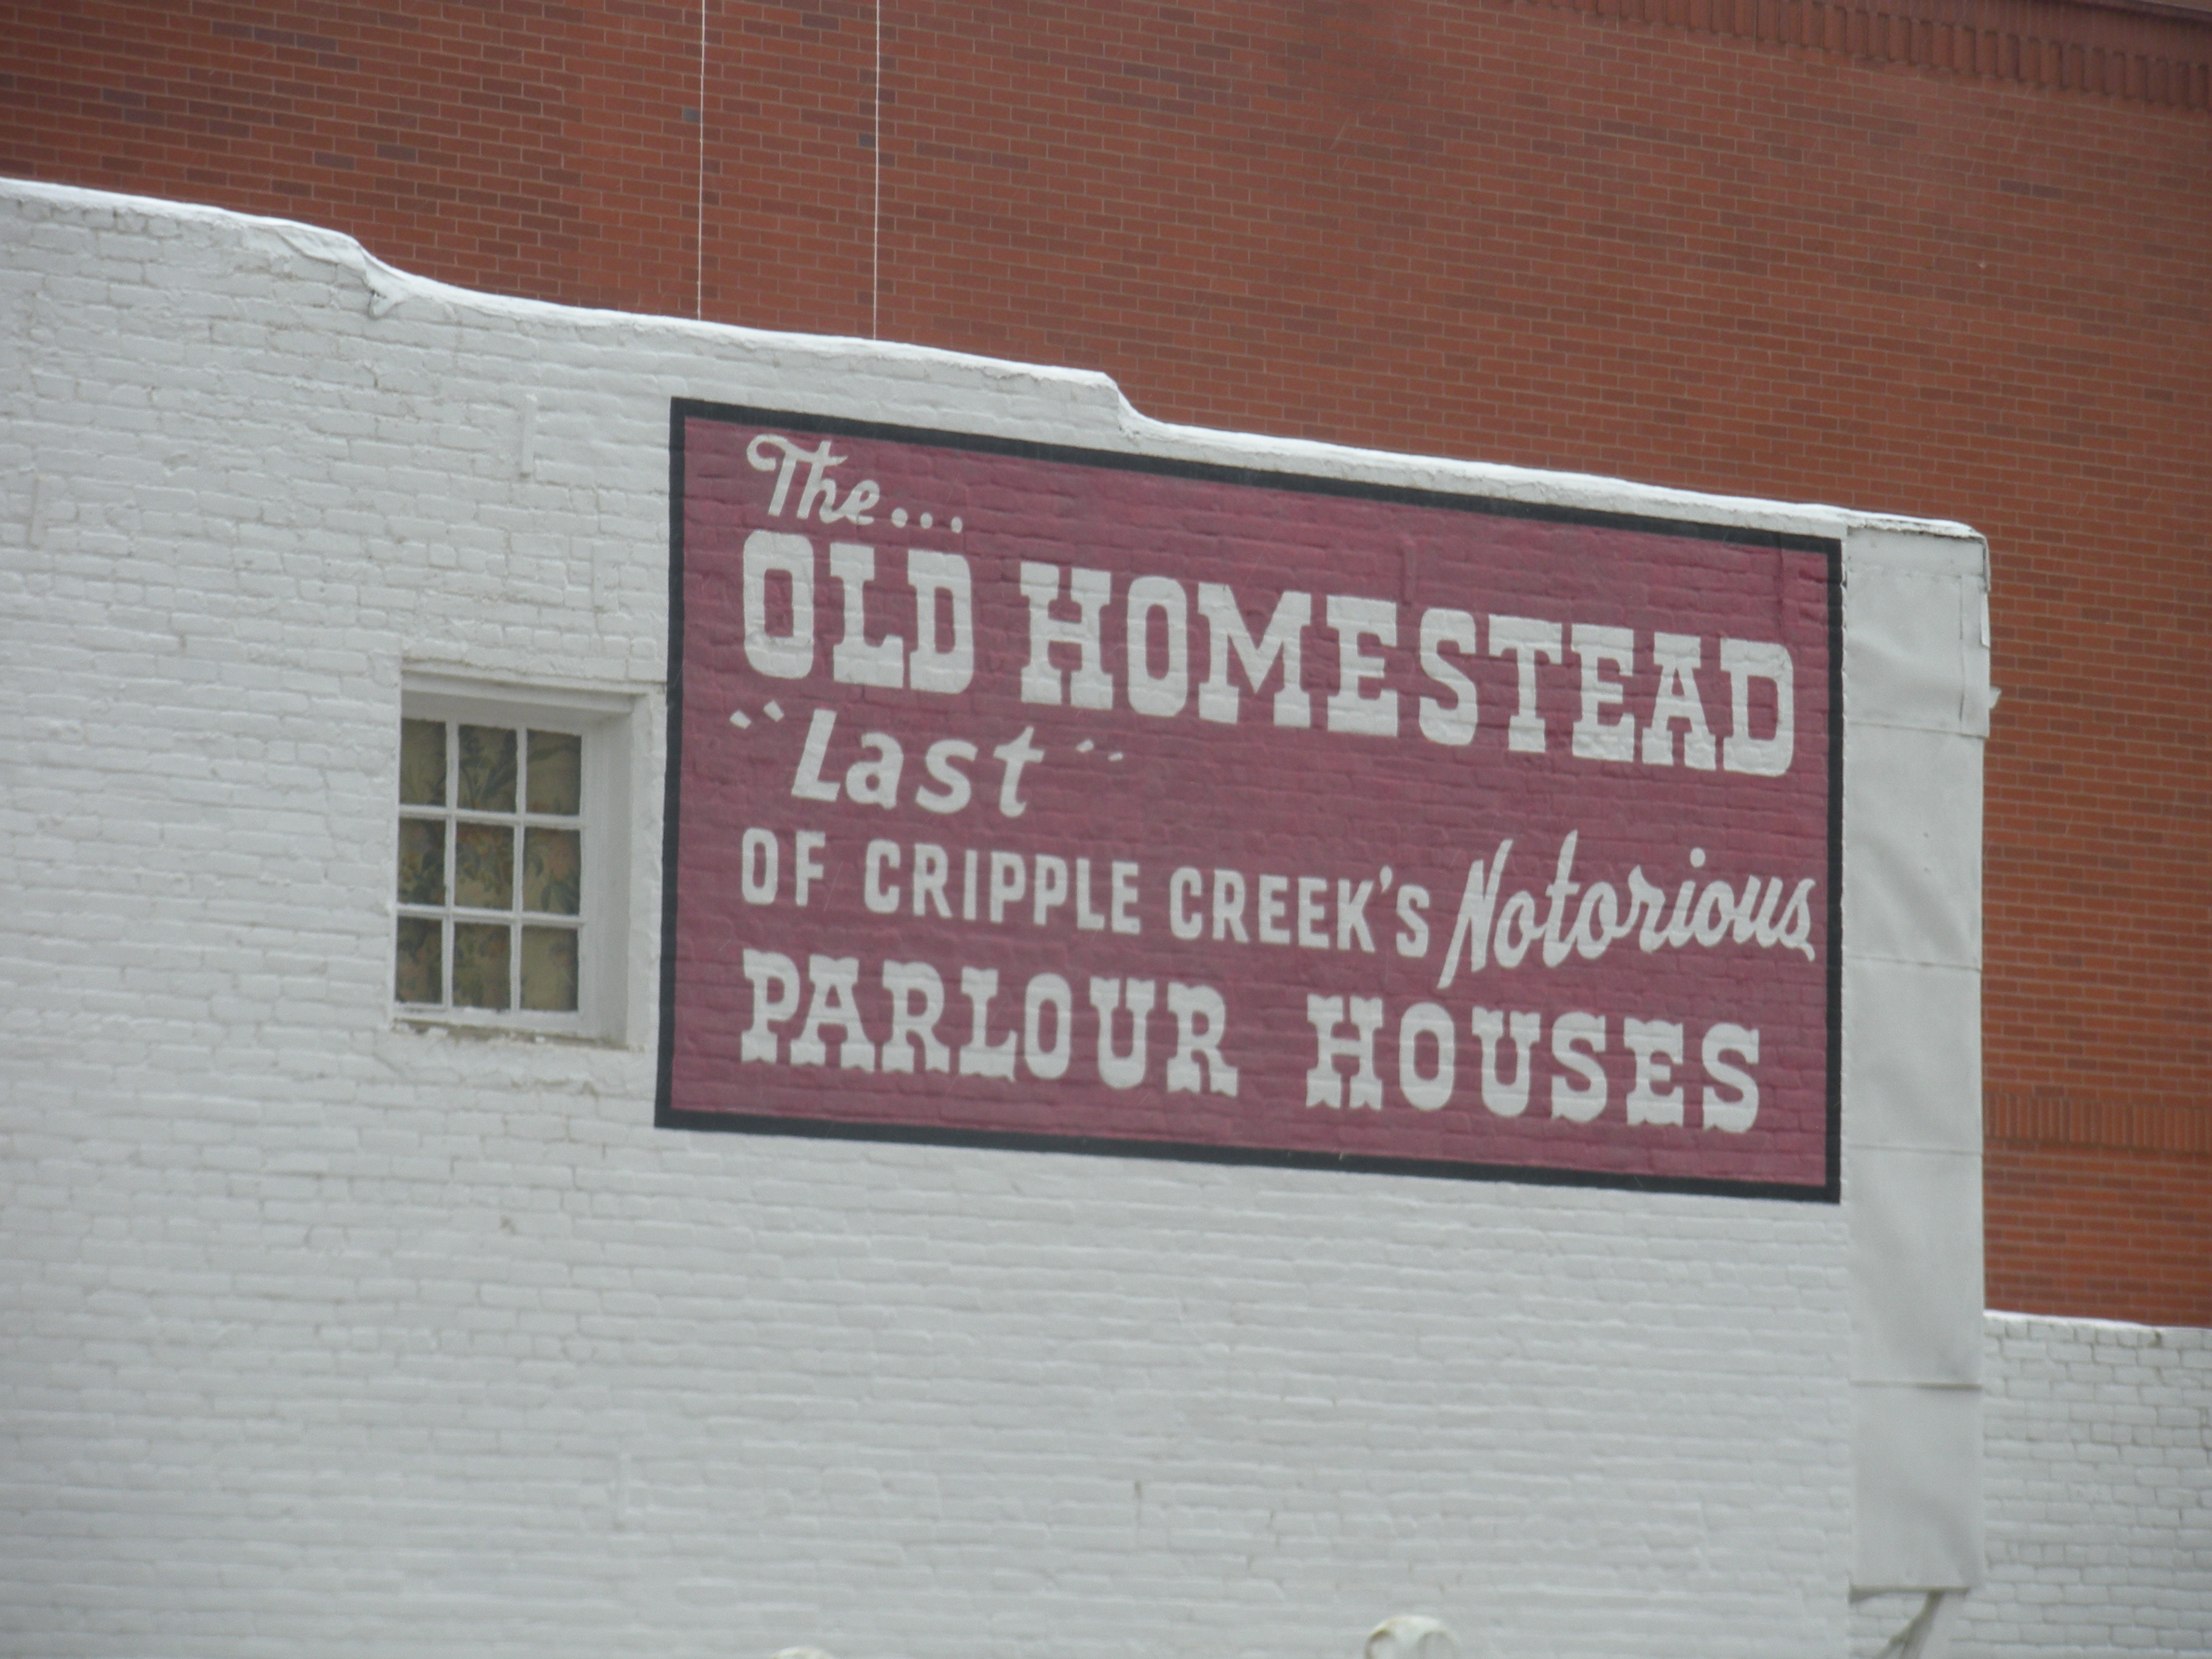 The...
OLD HOMESTEAD
"Last"
OF CRIPPLE CREEK'S Notorious
PARLOUR HOUSES